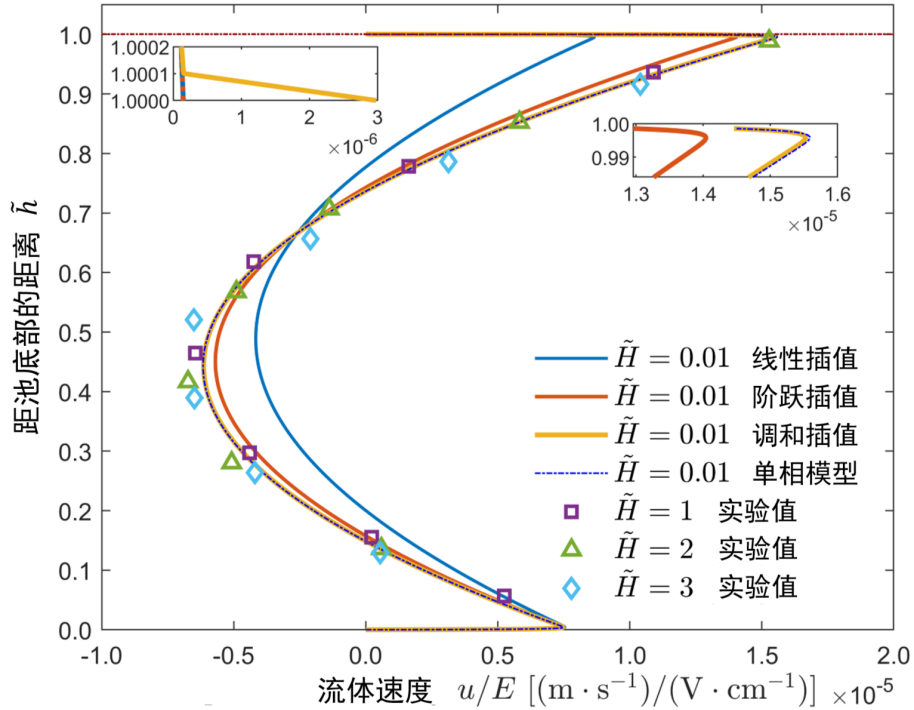 1.0
0.9
0.8
0.7
0.6
0.5
0.4
0.3
0.2
0.1
0.0
距池底部的距离 h̃
1.0002
1.0001
1.0000
0 1 2 3
×10⁻⁶
1.00
0.99
1.3 1.4 1.5 1.6
×10⁻⁵
H̃ = 0.01 线性插值
H̃ = 0.01 阶跃插值
H̃ = 0.01 调和插值
H̃ = 0.01 单相模型
H̃ = 1 实验值
H̃ = 2 实验值
H̃ = 3 实验值
-1.0 -0.5 0.0 0.5 1.0 1.5 2.0
流体速度 u/E [(m · s⁻¹)/(V · cm⁻¹)] ×10⁻⁵